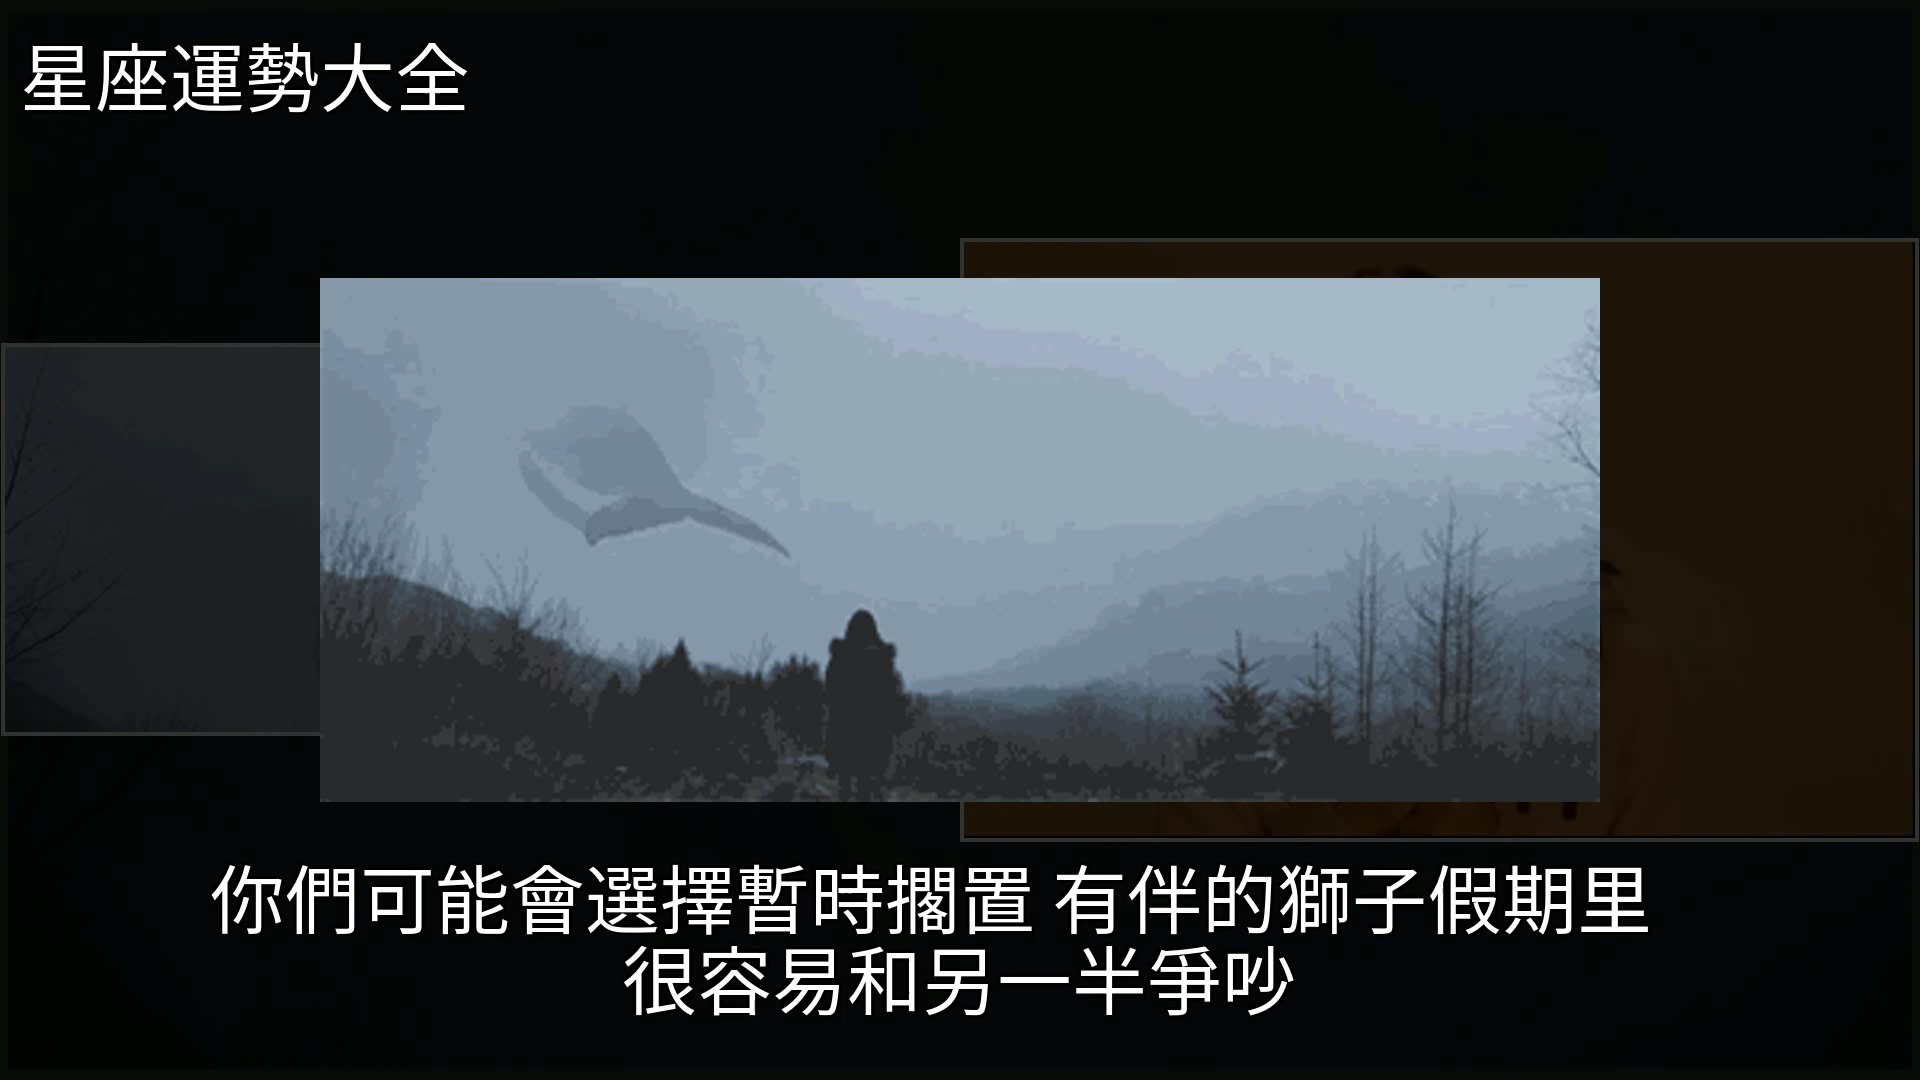 星座運勢大全
你們可能會選擇暫時擱置 有伴的獅子假期里
很容易和另一半爭吵